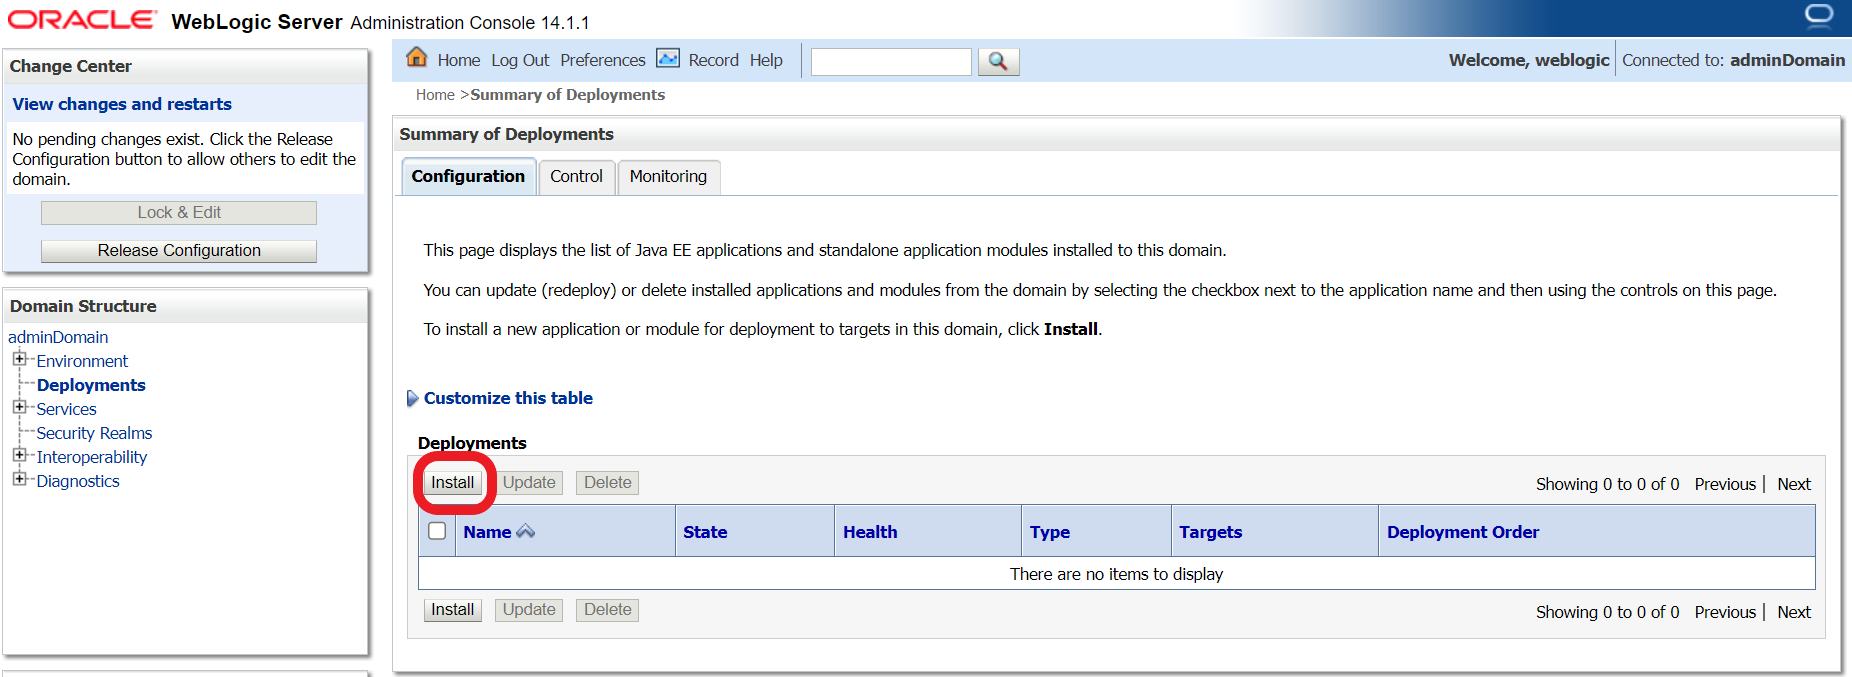 ORACLE WebLogic Server Administration Console 14.1.1
Change Center
View changes and restarts
No pending changes exist. Click the Release
Configuration button to allow others to edit the
domain.
Lock & Edit
Release Configuration
Domain Structure
adminDomain
Environment
Deployments
Services
Security Realms
Interoperability
Diagnostics
Home Log Out Preferences Record Help
Welcome, weblogic Connected to: adminDomain
Home >Summary of Deployments
Summary of Deployments
Configuration Control Monitoring
This page displays the list of Java EE applications and standalone application modules installed to this domain.
You can update (redeploy) or delete installed applications and modules from the domain by selecting the checkbox next to the application name and then using the controls on this page.
To install a new application or module for deployment to targets in this domain, click Install.
Customize this table
Deployments
Install Update Delete Showing 0 to 0 of 0 Previous | Next
Name State Health Type Targets Deployment Order
There are no items to display
Install Update Delete Showing 0 to 0 of 0 Previous | Next